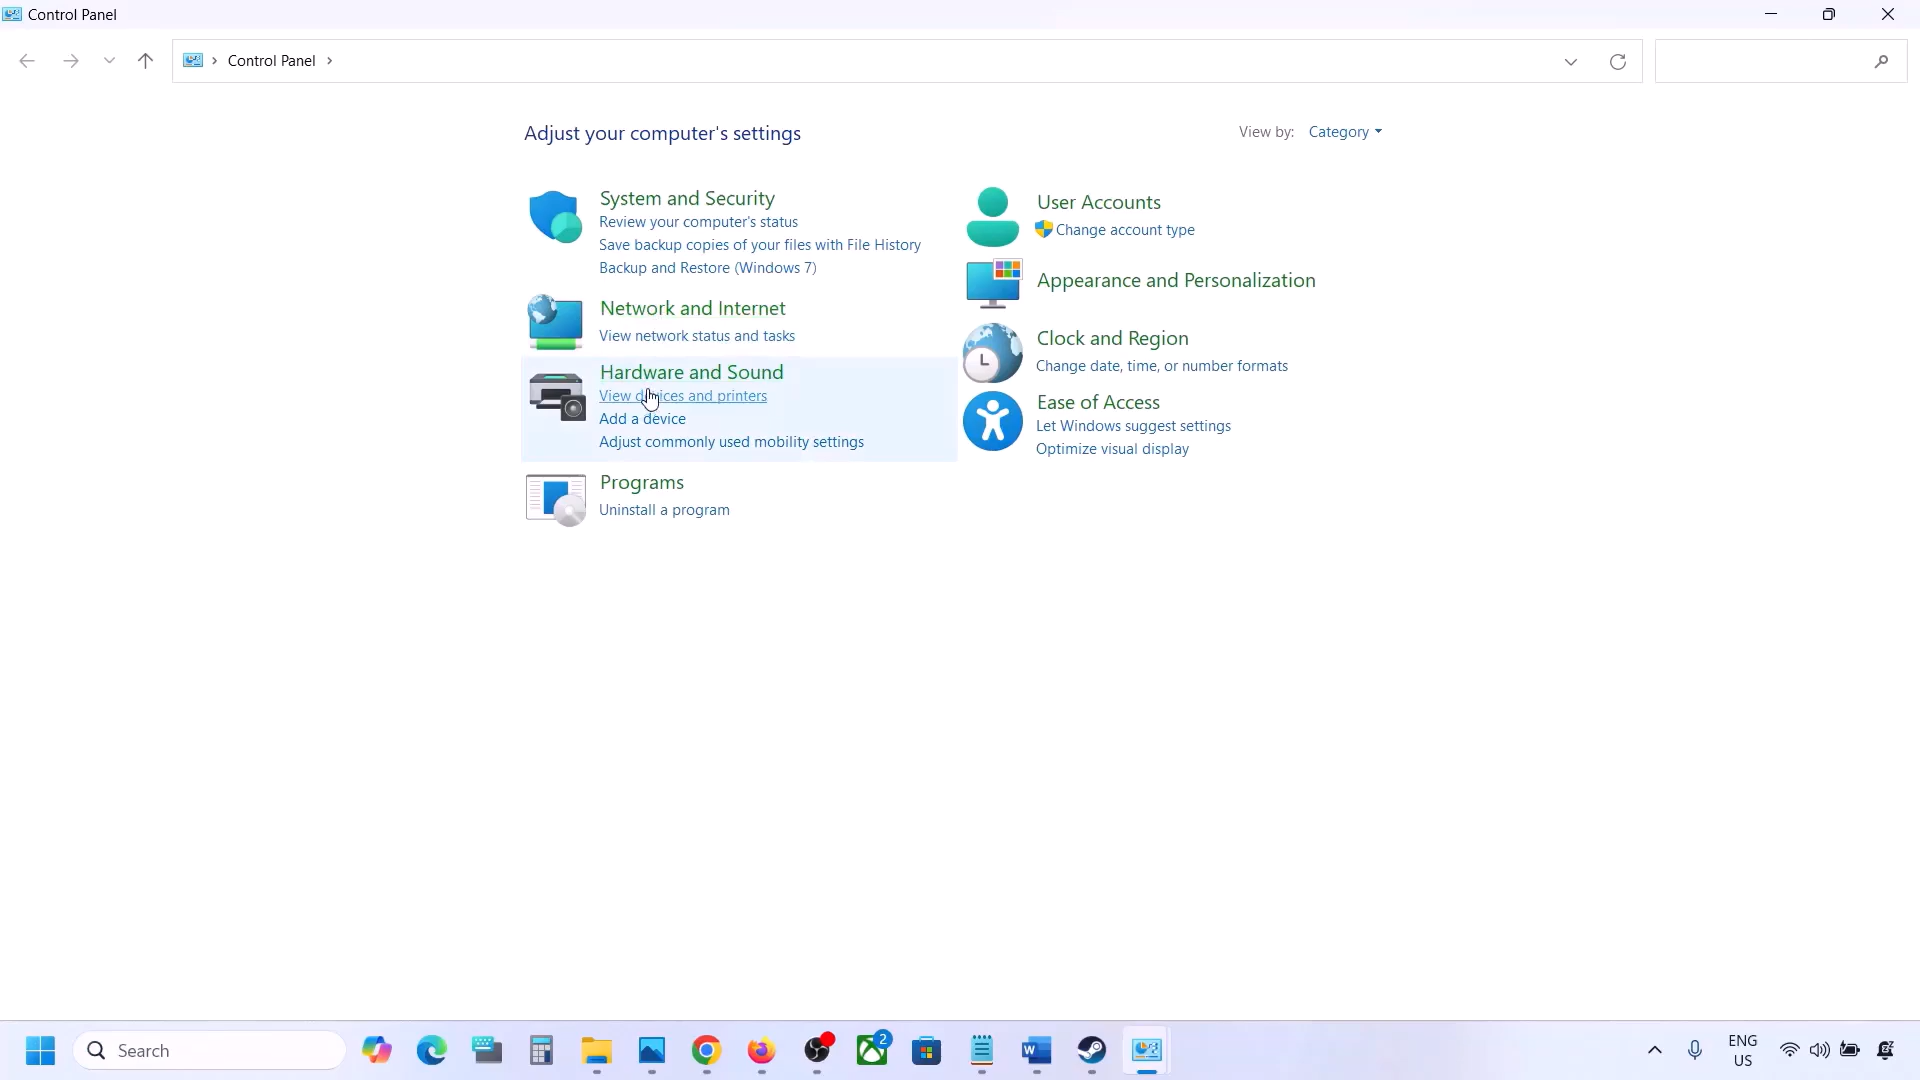 Control Panel
Control Panel
Adjust your computer's settings
View by: Category
System and Security
Review your computer's status
Save backup copies of your files with File History
Backup and Restore (Windows 7)
Network and Internet
View network status and tasks
Hardware and Sound
View devices and printers
Add a device
Adjust commonly used mobility settings
Programs
Uninstall a program
User Accounts
Change account type
Appearance and Personalization
Clock and Region
Change date, time, or number formats
Ease of Access
Let Windows suggest settings
Optimize visual display
Search
2
ENG
US